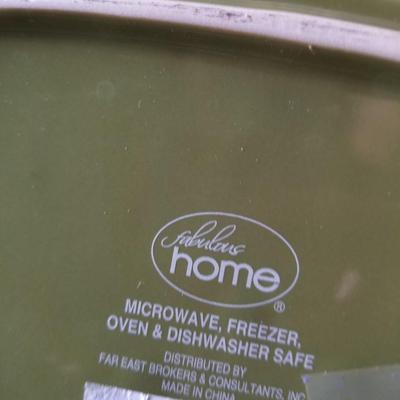 fabulous
home
®
MICROWAVE, FREEZER,
OVEN & DISHWASHER SAFE
DISTRIBUTED BY
FAR EAST BROKERS & CONSULTANTS, INC
MADE IN CHINA